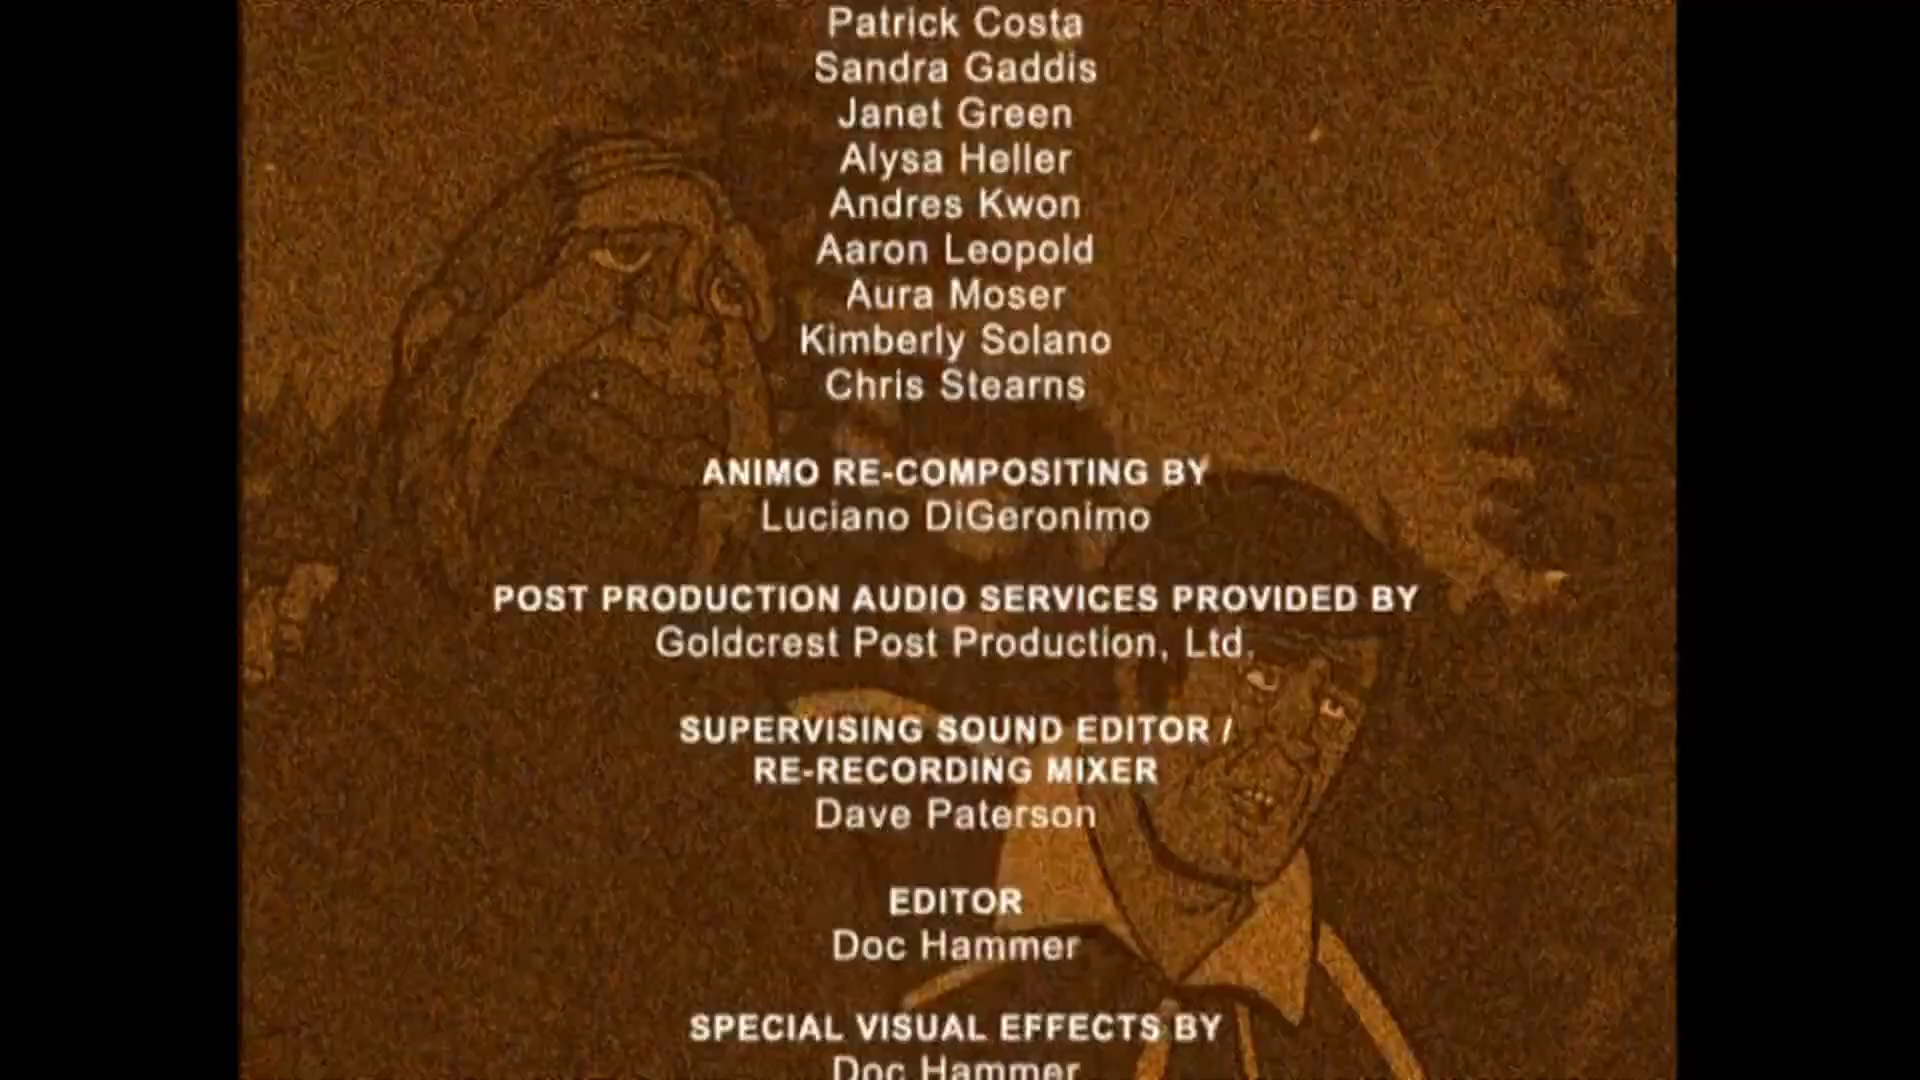 Patrick Costa
Sandra Gaddis
Janet Green
Alysa Heller
Andres Kwon
Aaron Leopold
Aura Moser
Kimberly Solano
Chris Stearns
ANIMO RE-COMPOSITING BY
Luciano DiGeronimo
POST PRODUCTION AUDIO SERVICES PROVIDED BY
Goldcrest Post Production, Ltd.
SUPERVISING SOUND EDITOR /
RE-RECORDING MIXER
Dave Paterson
EDITOR
Doc Hammer
SPECIAL VISUAL EFFECTS BY
Doc Hammer